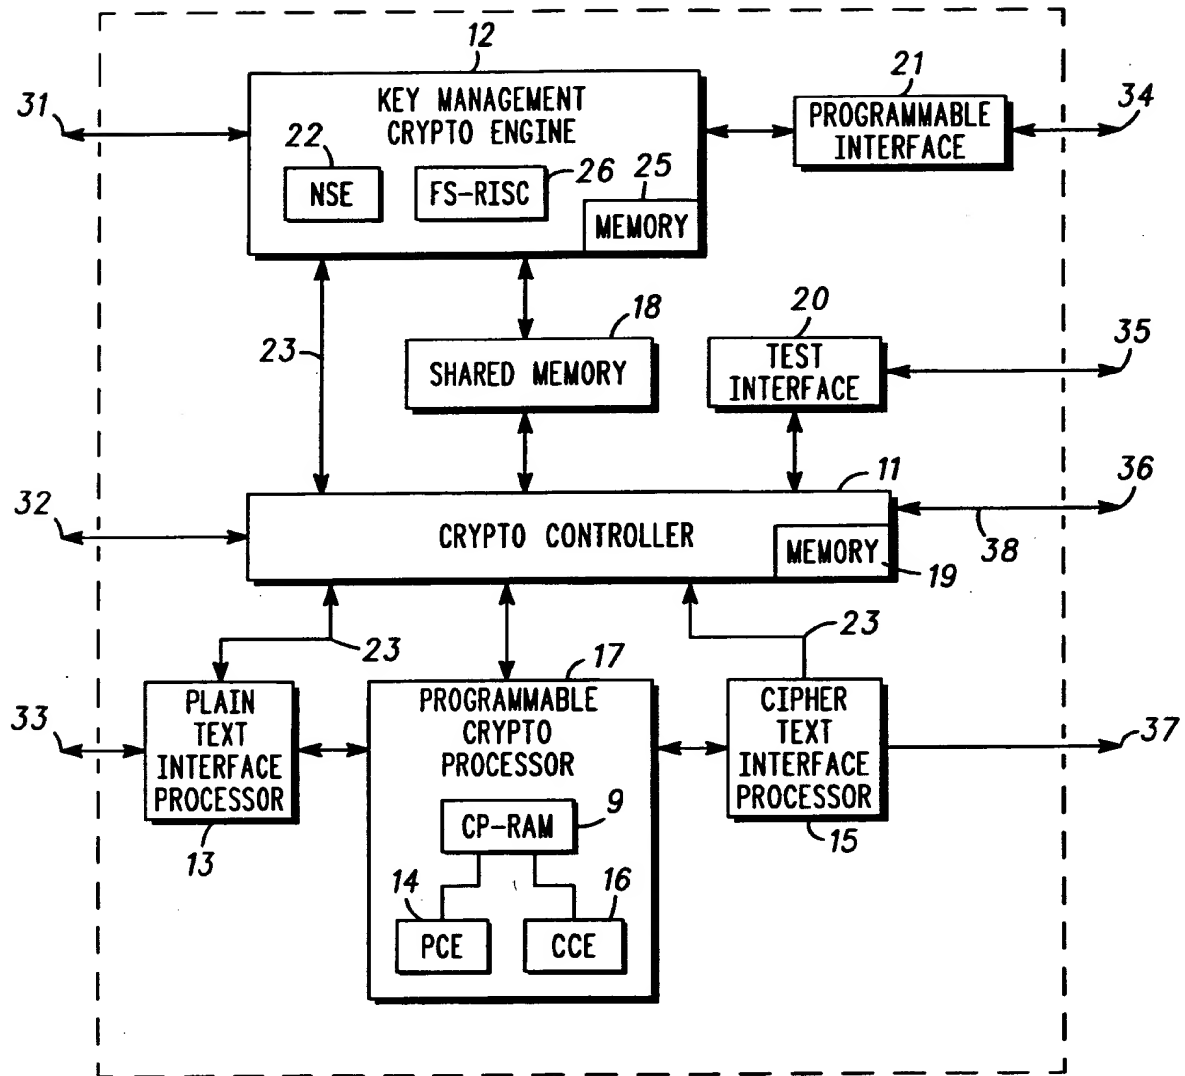 12
KEY MANAGEMENT
CRYPTO ENGINE
22
NSE
FS-RISC
26
25
MEMORY
21
PROGRAMMABLE
INTERFACE
31
34
23
18
SHARED MEMORY
20
TEST
INTERFACE
35
11
CRYPTO CONTROLLER
MEMORY
19
32
36
38
23
17
23
33
PLAIN
TEXT
INTERFACE
PROCESSOR
13
PROGRAMMABLE
CRYPTO
PROCESSOR
CP-RAM
9
14
PCE
16
CCE
CIPHER
TEXT
INTERFACE
PROCESSOR
15
37